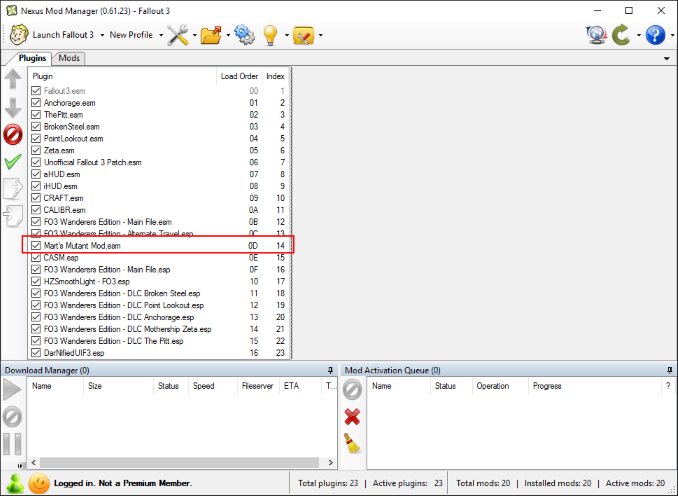 Nexus Mod Manager (0.61.23) - Fallout 3
Launch Fallout 3 New Profile
Plugins Mods
Plugin Load Order Index
Fallout3.esm 00 1
Anchorage.esm 01 2
ThePitt.esm 02 3
BrokenSteel.esm 03 4
PointLookout.esm 04 5
Zeta.esm 05 6
Unofficial Fallout 3 Patch.esm 06 7
aHUD.esm 07 8
iHUD.esm 08 9
CRAFT.esm 09 10
CALIBR.esm 0A 11
FO3 Wanderers Edition - Main File.esm 0B 12
FO3 Wanderers Edition - Alternate Travel.esp 0C 13
Mart's Mutant Mod.esm 0D 14
CASM.esp 0E 15
FO3 Wanderers Edition - Main File.esp 0F 16
HZSmoothLight - FO3.esp 10 17
FO3 Wanderers Edition - DLC Broken Steel.esp 11 18
FO3 Wanderers Edition - DLC Point Lookout.esp 12 19
FO3 Wanderers Edition - DLC Anchorage.esp 13 20
FO3 Wanderers Edition - DLC Mothership Zeta.esp 14 21
FO3 Wanderers Edition - DLC The Pitt.esp 15 22
DarNifiedUIF3.esp 16 23
Download Manager (0) Mod Activation Queue (0)
Name Size Status Speed Fileserver ETA T... Name Status Operation Progress ?
Logged in. Not a Premium Member. Total plugins: 23 | Active plugins: 23 Total mods: 20 | Installed mods: 20 | Active mods: 20